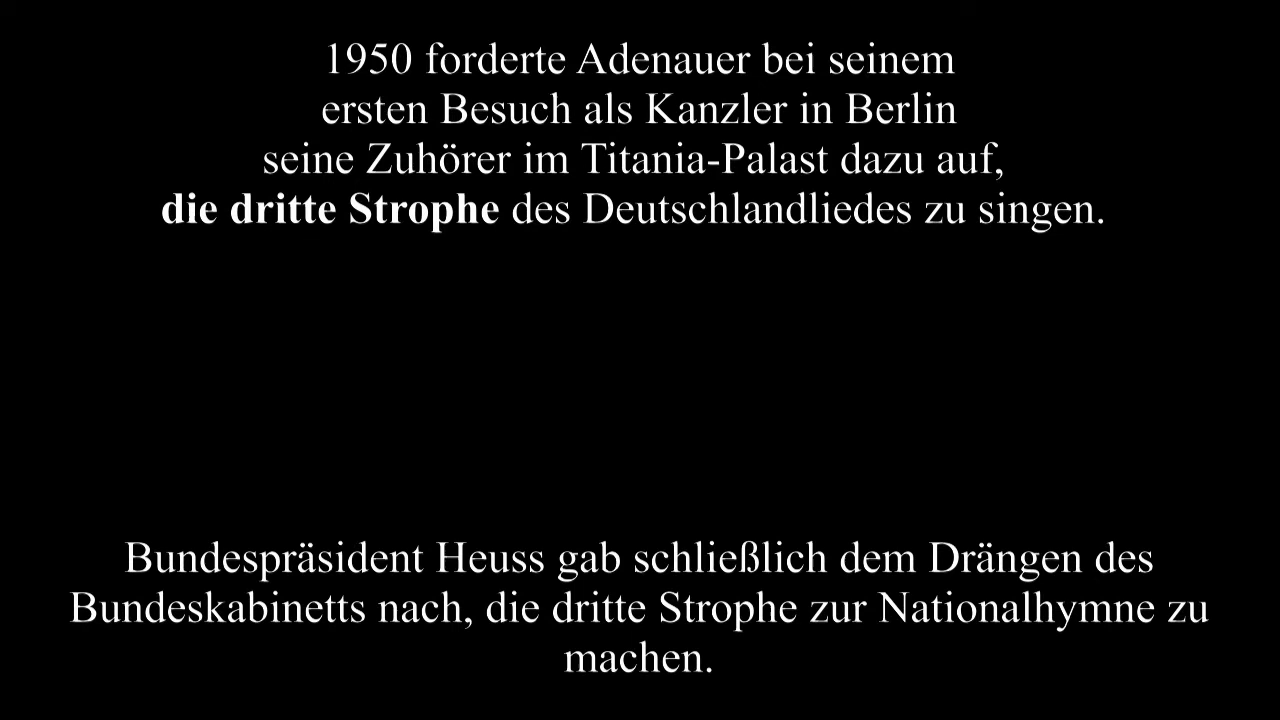 1950 forderte Adenauer bei seinem
ersten Besuch als Kanzler in Berlin
seine Zuhörer im Titania-Palast dazu auf,
die dritte Strophe des Deutschlandliedes zu singen.
Bundespräsident Heuss gab schließlich dem Drängen des
Bundeskabinetts nach, die dritte Strophe zur Nationalhymne zu
machen.